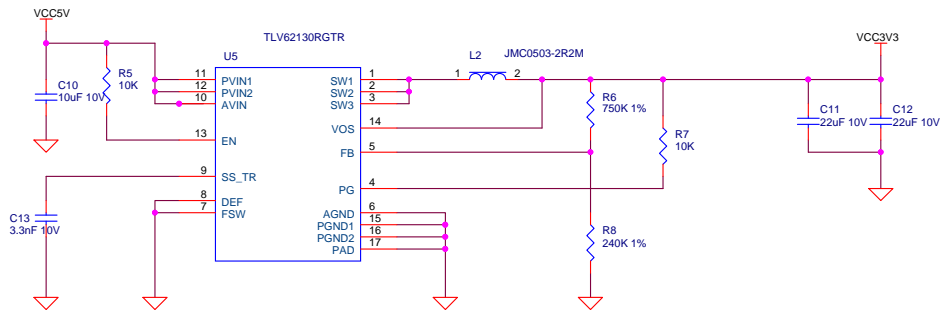 VCC5V
TLV62130RGTR
U5
L2
JMC0503-2R2M
VCC3V3
C10
10uF 10V
R5
10K
11
PVIN1
12
PVIN2
10
AVIN
13
EN
9
SS_TR
8
DEF
7
FSW
SW1
1
SW2
2
SW3
3
VOS
14
FB
5
PG
4
AGND
6
PGND1
15
PGND2
16
PAD
17
1
2
R6
750K 1%
R7
10K
R8
240K 1%
C11
22uF 10V
C12
22uF 10V
C13
3.3nF 10V